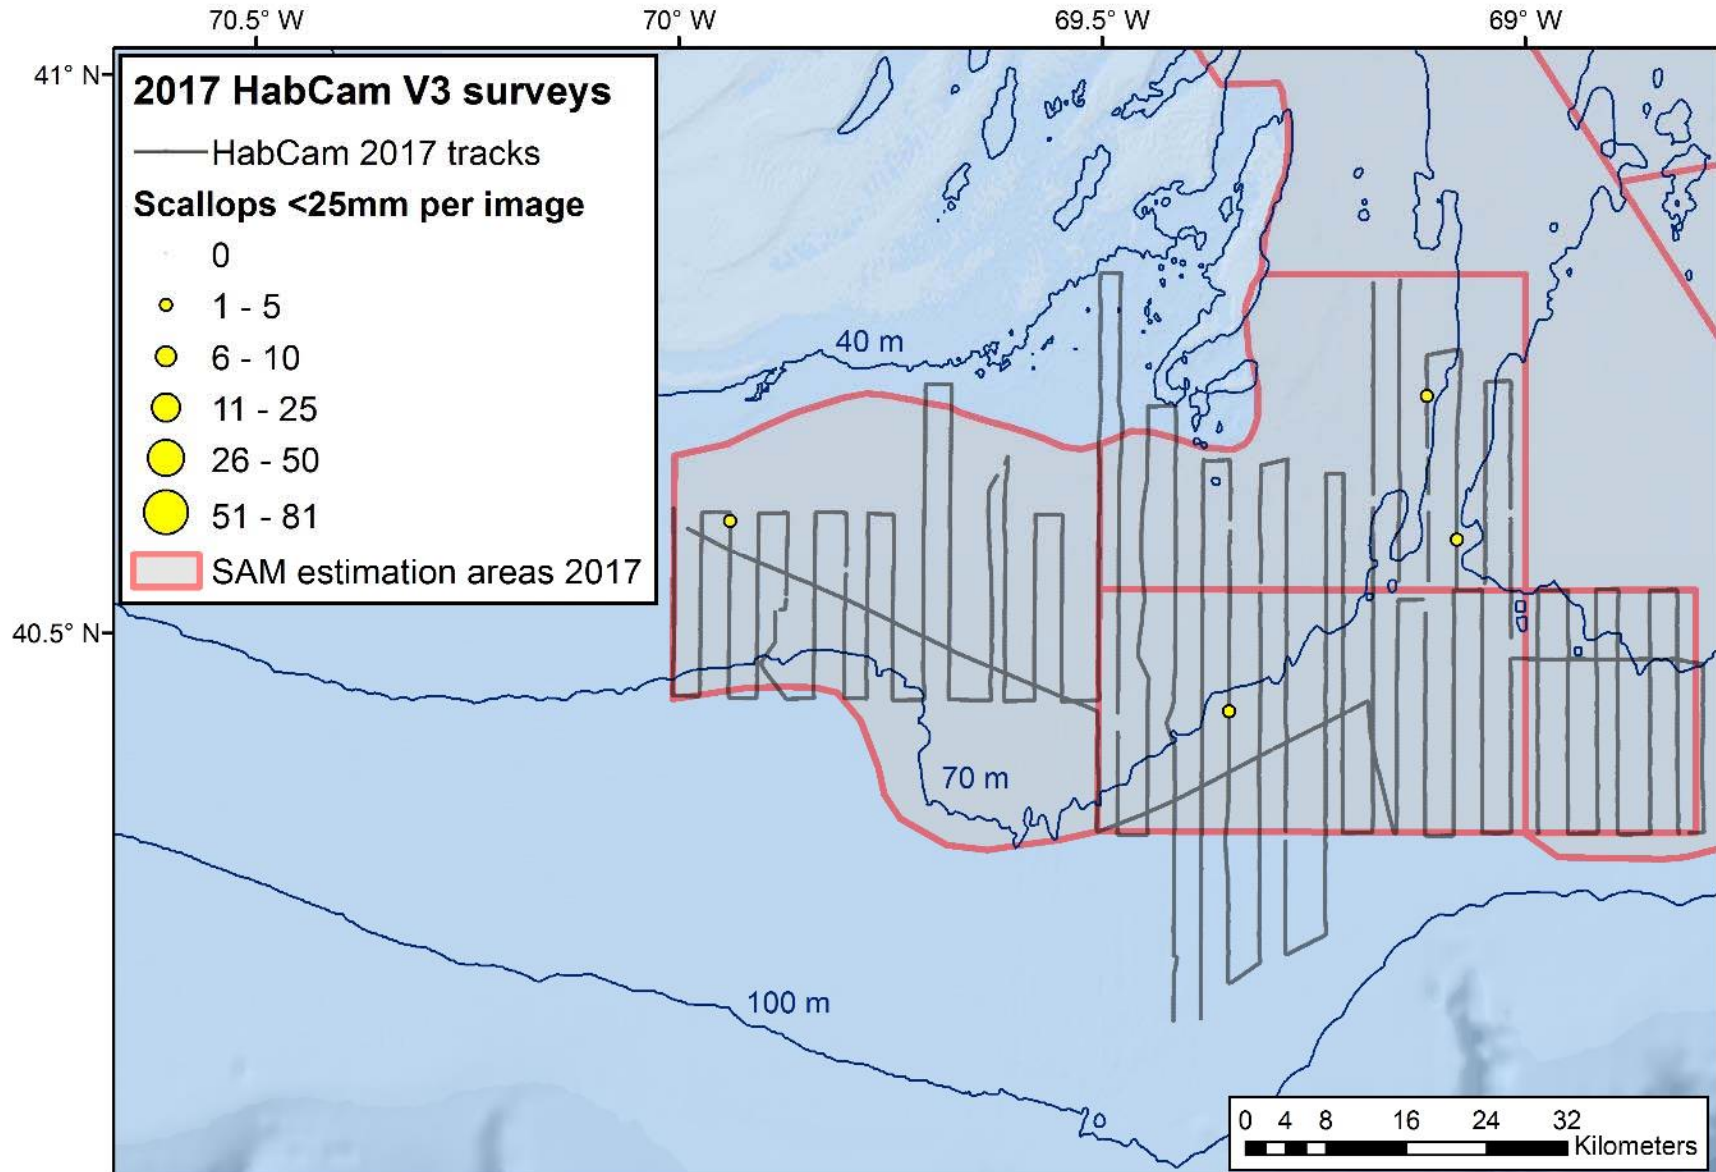 70.5° W
70° W
69.5° W
69° W
41° N
2017 HabCam V3 surveys
HabCam 2017 tracks
Scallops <25mm per image
0
1 - 5
6 - 10
11 - 25
26 - 50
51 - 81
SAM estimation areas 2017
40 m
40.5° N
70 m
100 m
0 4 8 16 24 32
Kilometers